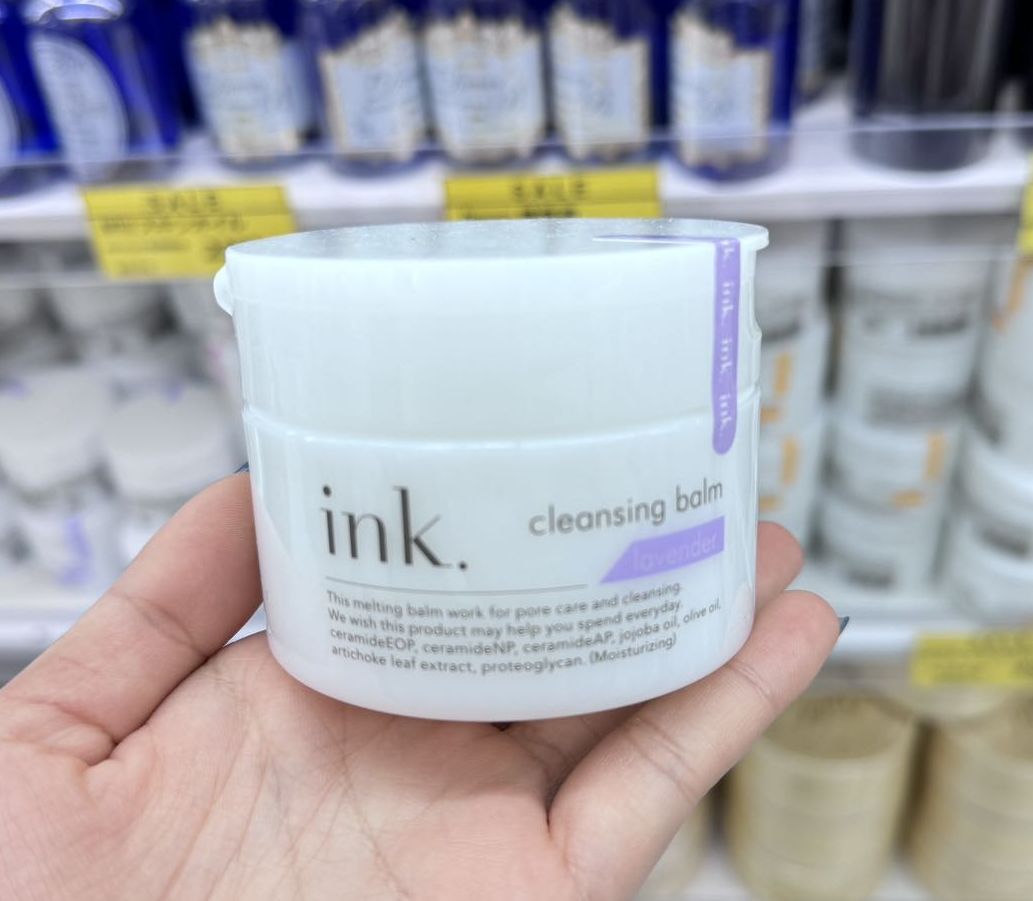 SALE
SALE
ink. ink. ink.
ink.
cleansing balm
lavender
This melting balm work for pore care and cleansing.
We wish this product may help you spend everyday.
ceramideEOP, ceramideNP, ceramideAP, jojoba oil, olive oil,
artichoke leaf extract, proteoglycan. (Moisturizing)